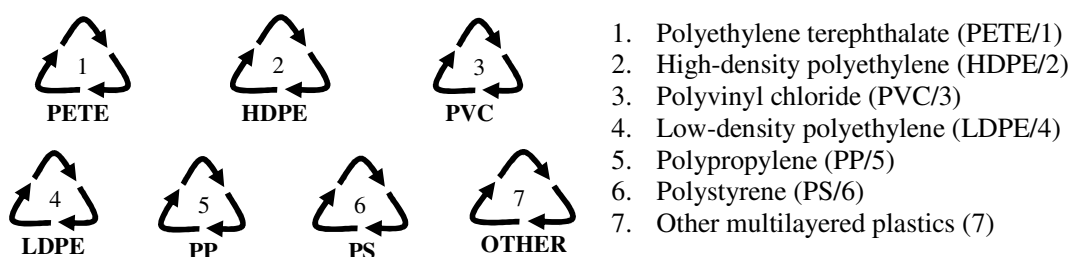 1
2
3
PETE
HDPE
PVC
4
5
6
7
LDPE
PP
PS
OTHER
1. Polyethylene terephthalate (PETE/1)
2. High-density polyethylene (HDPE/2)
3. Polyvinyl chloride (PVC/3)
4. Low-density polyethylene (LDPE/4)
5. Polypropylene (PP/5)
6. Polystyrene (PS/6)
7. Other multilayered plastics (7)